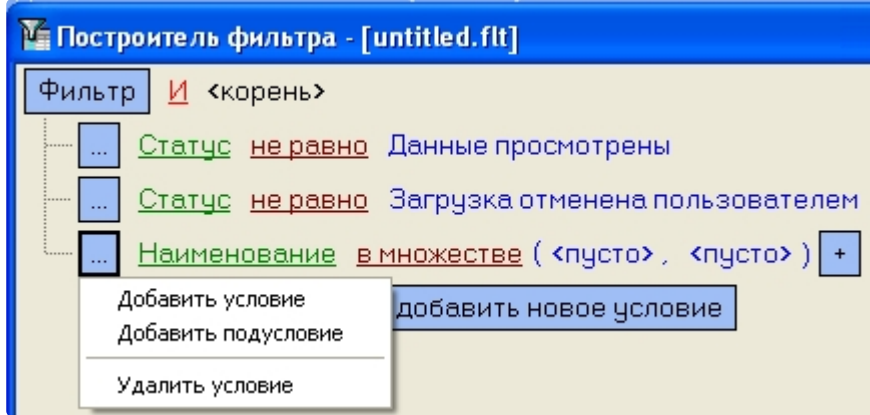 Построитель фильтра - [untitled.flt]
Фильтр И <корень>
... Статус не равно Данные просмотрены
... Статус не равно Загрузка отменена пользователем
... Наименование в множестве ( <пусто> , <пусто> ) +
Добавить условие
добавить новое условие
Добавить подусловие
Удалить условие